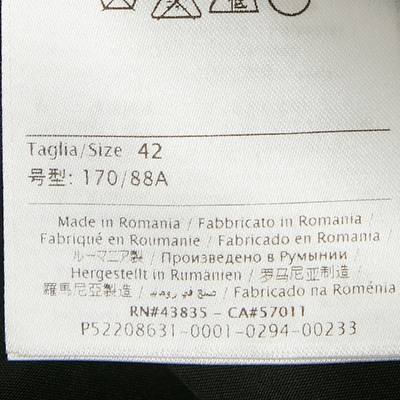 Taglia/Size 42
号型: 170/88A
Made in Romania / Fabbricato in Romania /
Fabriqué en Roumanie / Fabricado en Romania /
ルーマニア製 / Произведено в Румынии /
Hergestellt in Rumänien / 罗马尼亚制造 /
羅馬尼亞製造 / صنع في رومانيا / Fabricado na Roménia
RN#43835 - CA#57011
P52208631-0001-0294-00233